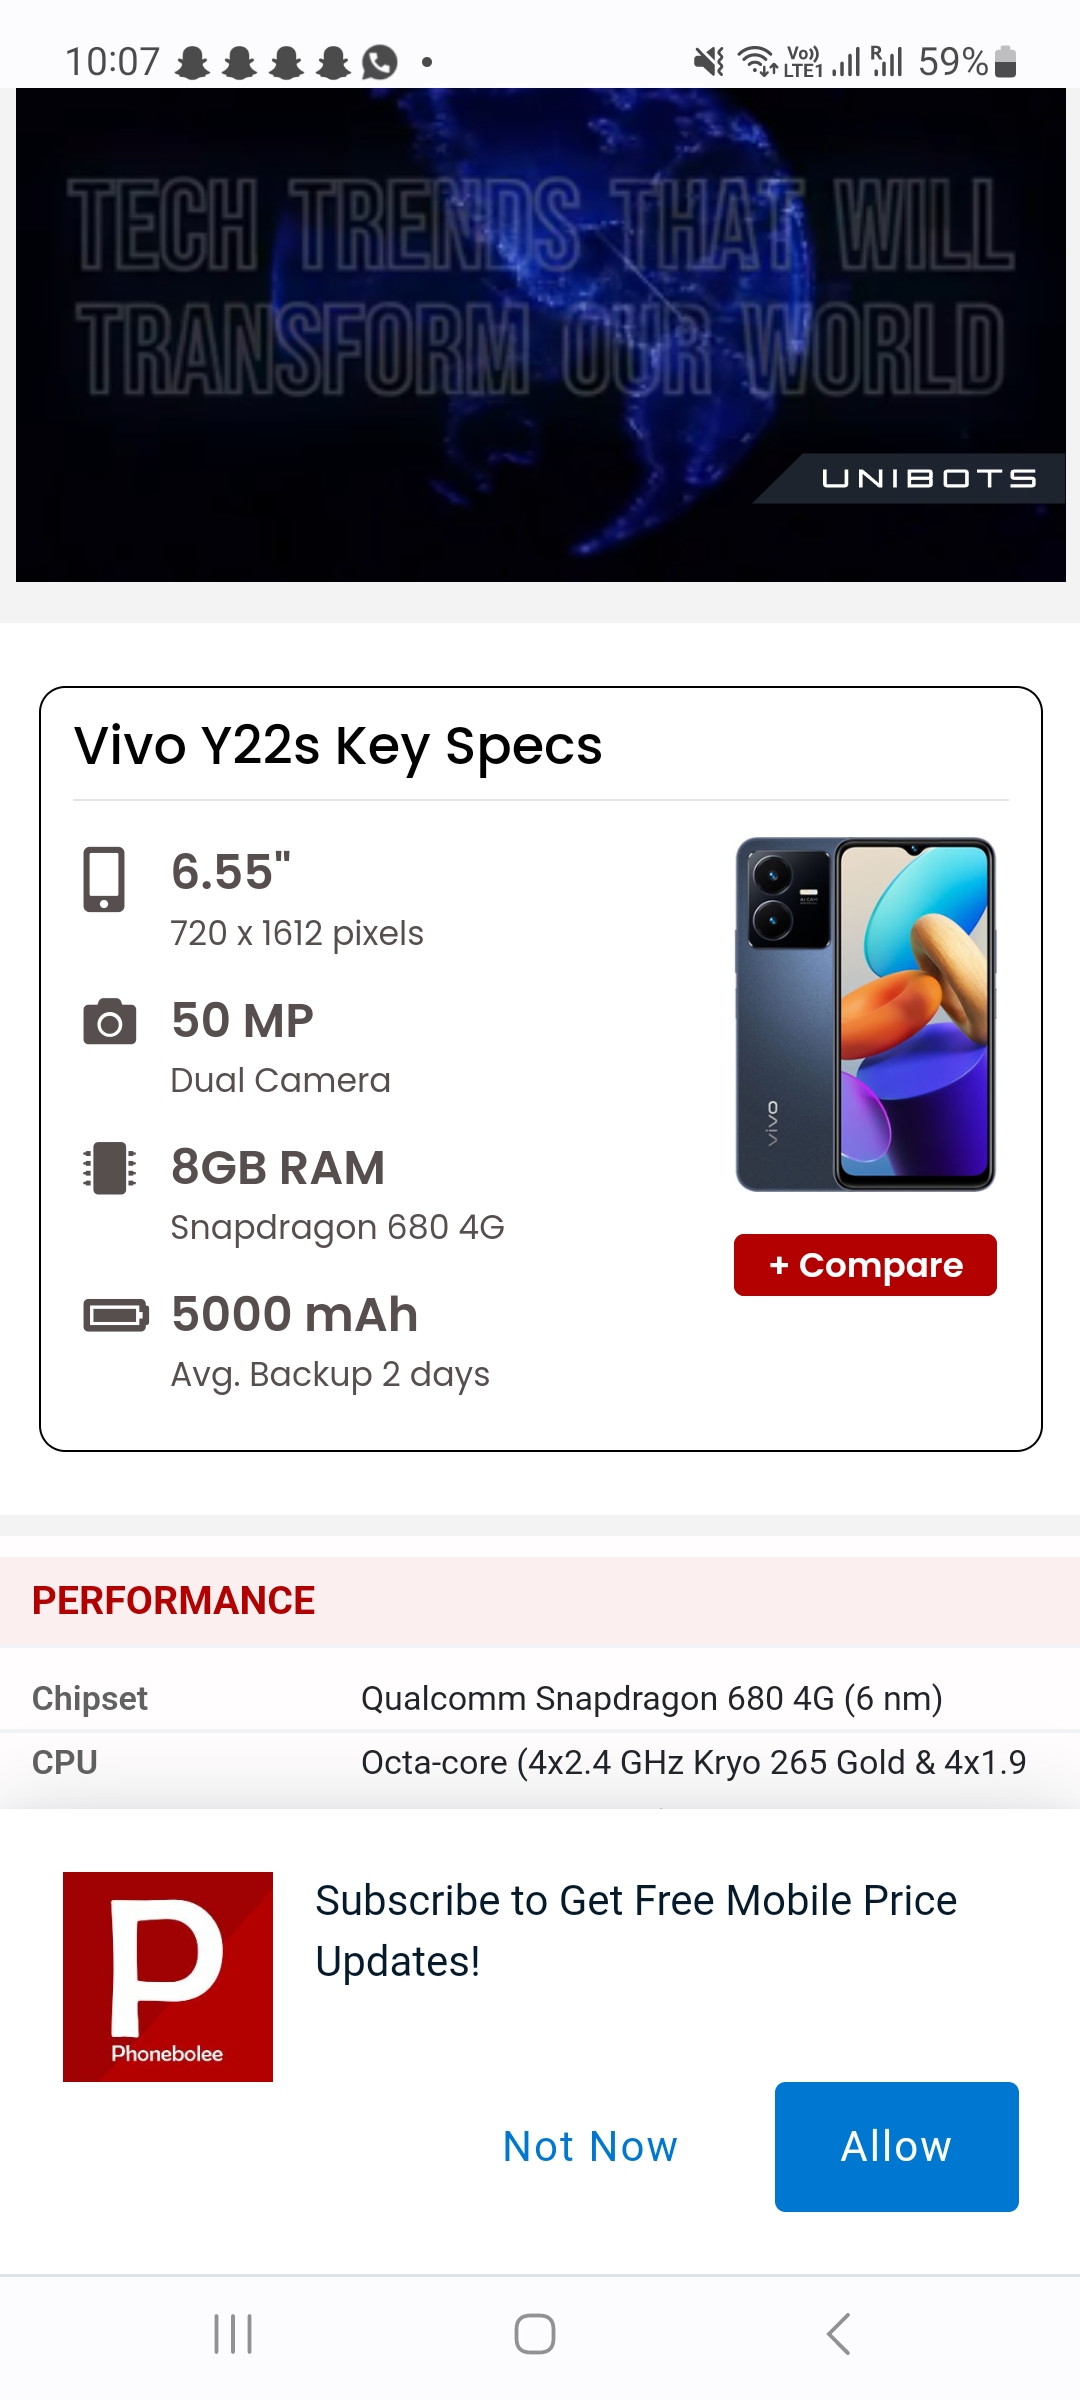 10:07
Vo))
LTE1
R
59%
TECH TRENDS THAT WILL
TRANSFORM OUR WORLD
UNIBOTS
Vivo Y22s Key Specs
6.55"
720 x 1612 pixels
50 MP
Dual Camera
8GB RAM
Snapdragon 680 4G
5000 mAh
Avg. Backup 2 days
AI CAM
vivo
+ Compare
PERFORMANCE
Chipset Qualcomm Snapdragon 680 4G (6 nm)
CPU Octa-core (4x2.4 GHz Kryo 265 Gold & 4x1.9
P
Phonebolee
Subscribe to Get Free Mobile Price
Updates!
Not Now
Allow